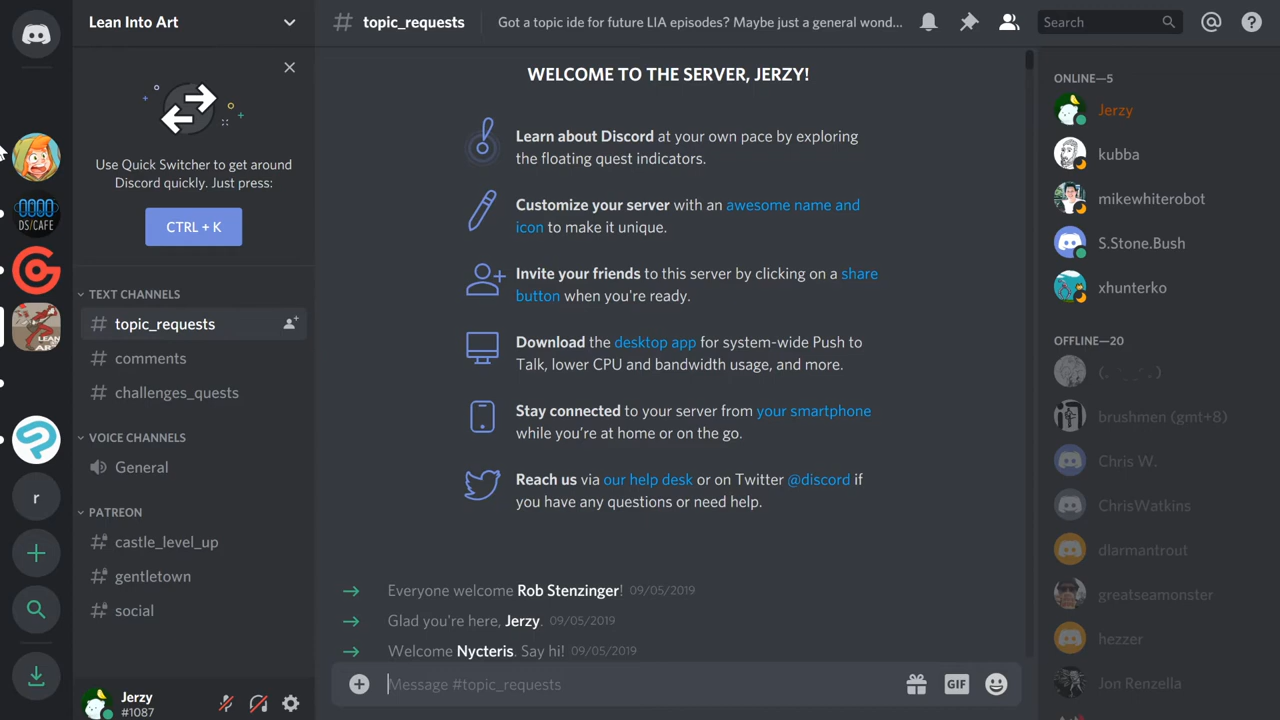 Lean Into Art
Use Quick Switcher to get around
Discord quickly. Just press:
CTRL + K
DS/CAFE
LEAN
r
TEXT CHANNELS
# topic_requests
# comments
# challenges_quests
VOICE CHANNELS
General
PATREON
# castle_level_up
# gentletown
# social
Jerzy
#1087
# topic_requests
Got a topic ide for future LIA episodes? Maybe just a general wond...
Search
WELCOME TO THE SERVER, JERZY!
Learn about Discord at your own pace by exploring
the floating quest indicators.
Customize your server with an awesome name and
icon to make it unique.
Invite your friends to this server by clicking on a share
button when you're ready.
Download the desktop app for system-wide Push to
Talk, lower CPU and bandwidth usage, and more.
Stay connected to your server from your smartphone
while you're at home or on the go.
Reach us via our help desk or on Twitter @discord if
you have any questions or need help.
Everyone welcome Rob Stenzinger! 09/05/2019
Glad you're here, Jerzy. 09/05/2019
Welcome Nycteris. Say hi! 09/05/2019
Message #topic_requests
GIF
ONLINE—5
Jerzy
kubba
mikewhiterobot
S.Stone.Bush
xhunterko
OFFLINE—20
brushmen (gmt+8)
Chris W.
ChrisWatkins
dlarmantrout
greatseamonster
hezzer
Jon Renzella